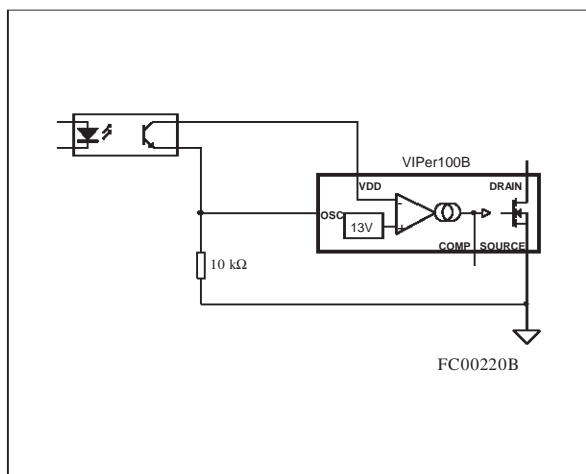 VIPer100B
VDD
DRAIN
OSC
-
13V
+
COMP
SOURCE
10 kΩ
FC00220B